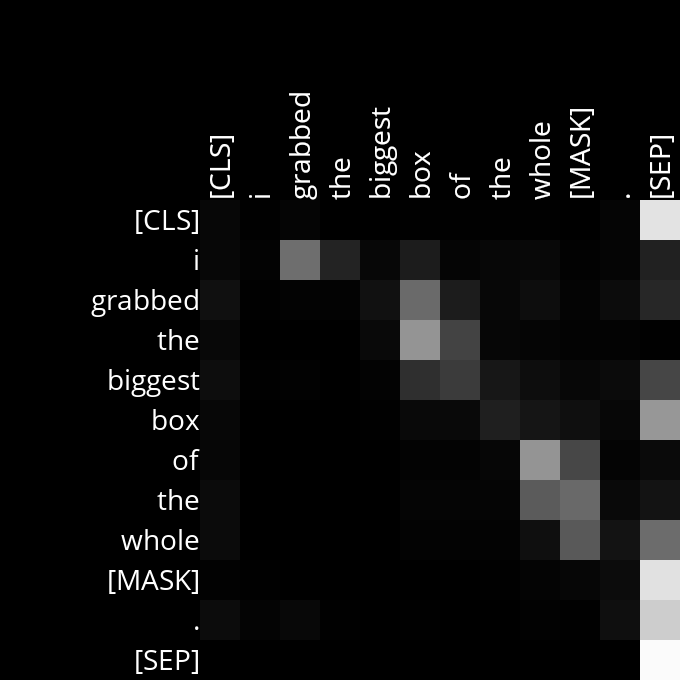 [CLS] i grabbed the biggest box of the whole [MASK] . [SEP]
[CLS]
i
grabbed
the
biggest
box
of
the
whole
[MASK]
.
[SEP]